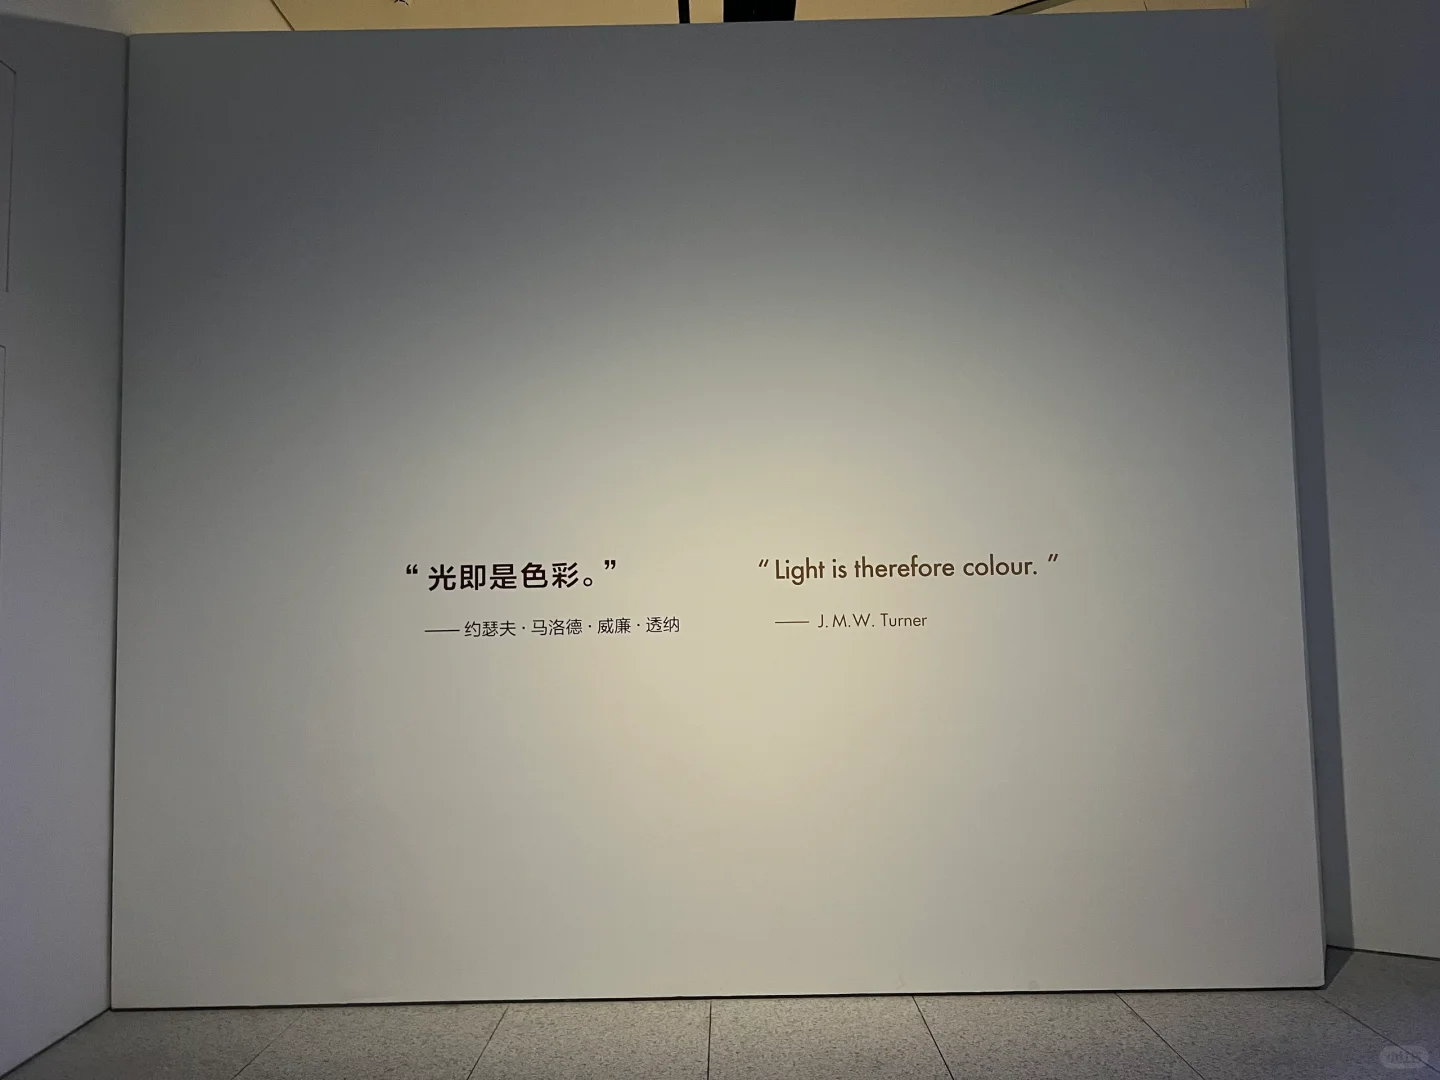 “光即是色彩。”
—— 约瑟夫·马洛德·威廉·透纳
“Light is therefore colour.”
—— J. M.W. Turner